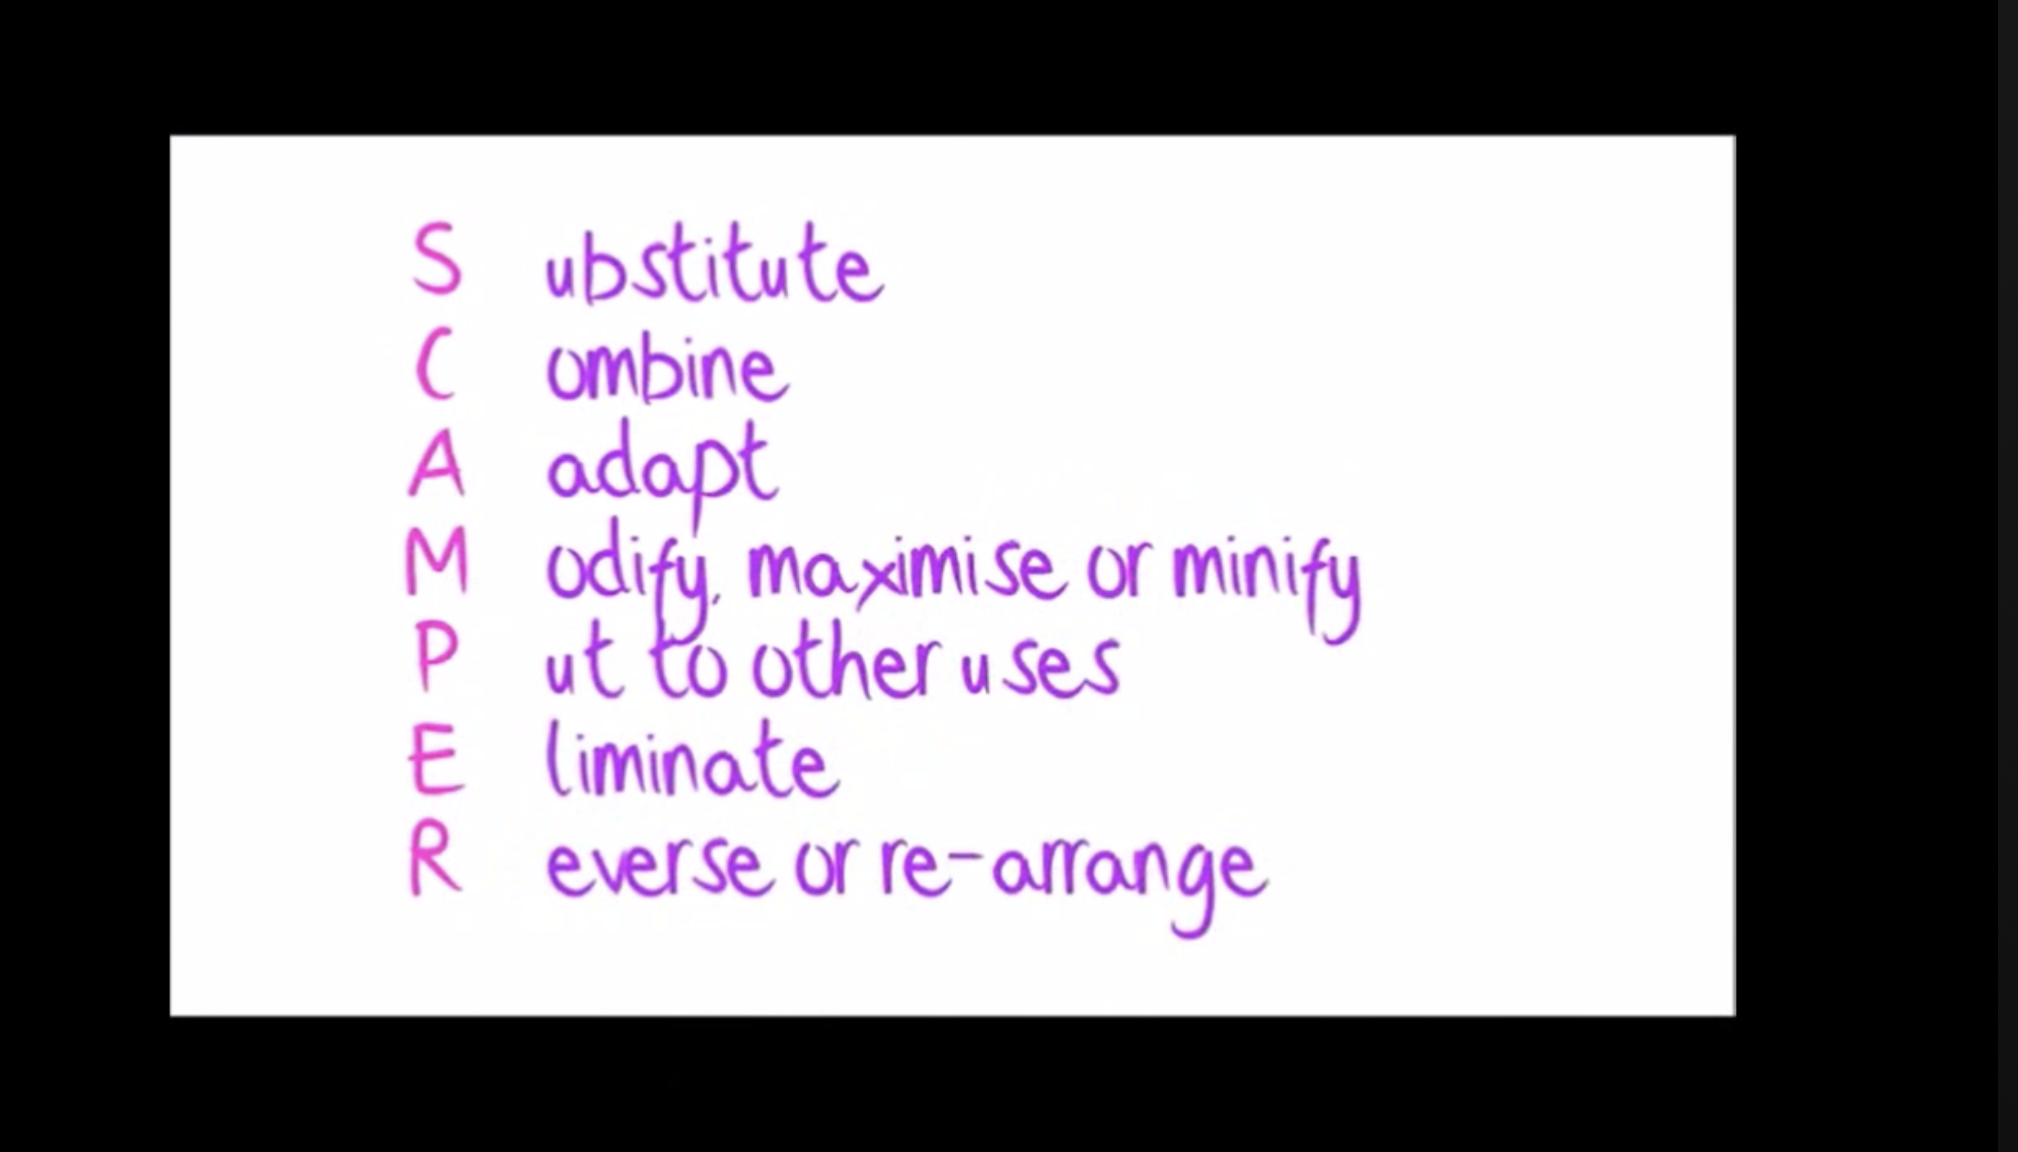 S ubstitute
C ombine
A adapt
M odify, maximise or minify
P ut to other uses
E liminate
R everse or re-arrange